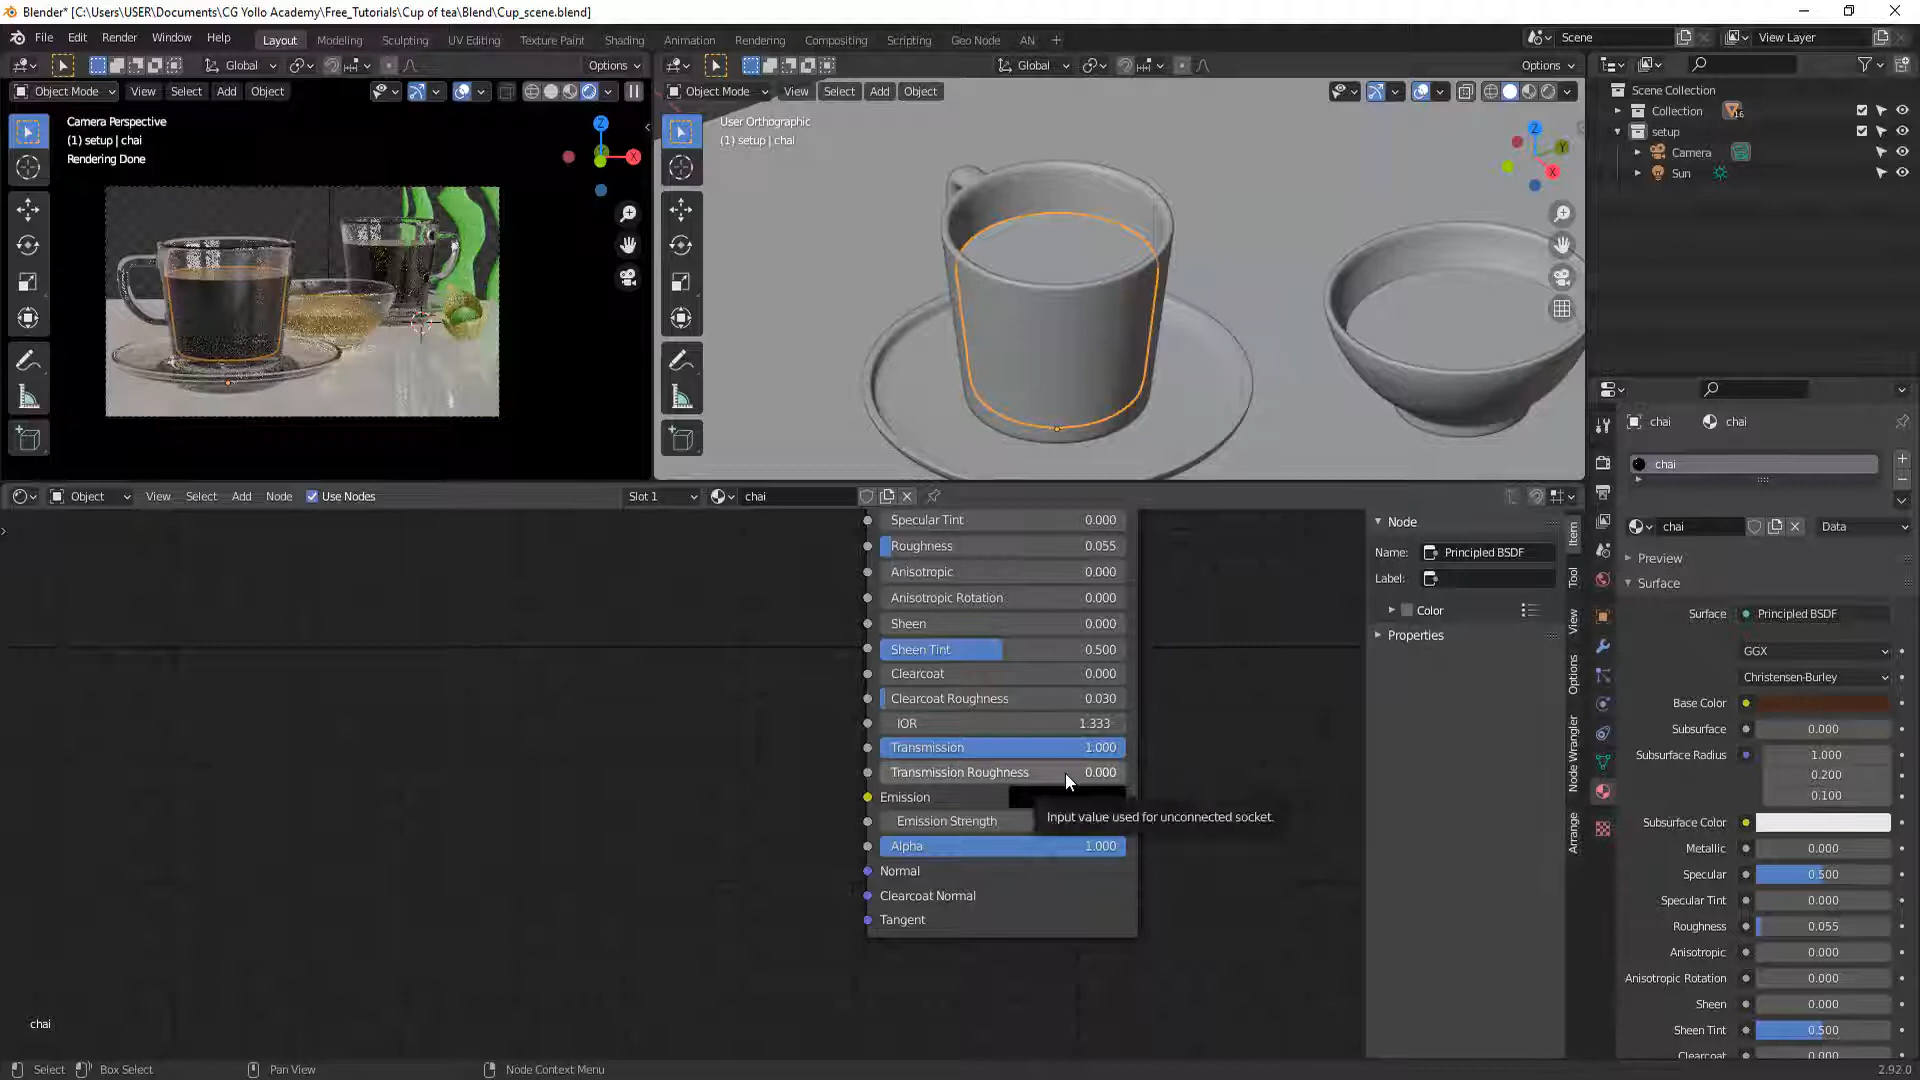 Blender* [C:\Users\USER\Documents\CG Yollo Academy\Free_Tutorials\Cup of tea\Blend\Cup_scene.blend]
File Edit Render Window Help Layout Modeling Sculpting UV Editing Texture Paint Shading Animation Rendering Compositing Scripting Geo Node AN + Scene View Layer
Global Options Global Options
Object Mode View Select Add Object Object Mode View Select Add Object
Scene Collection
Collection 16
setup
Camera
Sun
Camera Perspective
(1) setup | chai
Rendering Done
Z
X
User Orthographic
(1) setup | chai
Z
Y
X
chai chai
chai
Object View Select Add Node Object Use Nodes Slot 1 chai
Specular Tint 0.000
Roughness 0.055
Anisotropic 0.000
Anisotropic Rotation 0.000
Sheen 0.000
Sheen Tint 0.500
Clearcoat 0.000
Clearcoat Roughness 0.030
IOR 1.333
Transmission 1.000
Transmission Roughness 0.000
Emission
Emission Strength
Input value used for unconnected socket.
Alpha 1.000
Normal
Clearcoat Normal
Tangent
Node
Name: Principled BSDF
Label:
Color
Properties
Item
Tool
View
Options
Node Wrangler
Arrange
chai Data
Preview
Surface
Surface Principled BSDF
GGX
Christensen-Burley
Base Color
Subsurface 0.000
Subsurface Radius 1.000
0.200
0.100
Subsurface Color
Metallic 0.000
Specular 0.500
Specular Tint 0.000
Roughness 0.055
Anisotropic 0.000
Anisotropic Rotation 0.000
Sheen 0.000
Sheen Tint 0.500
Clearcoat 0.000
chai
Select Box Select Pan View Node Context Menu 2.92.0